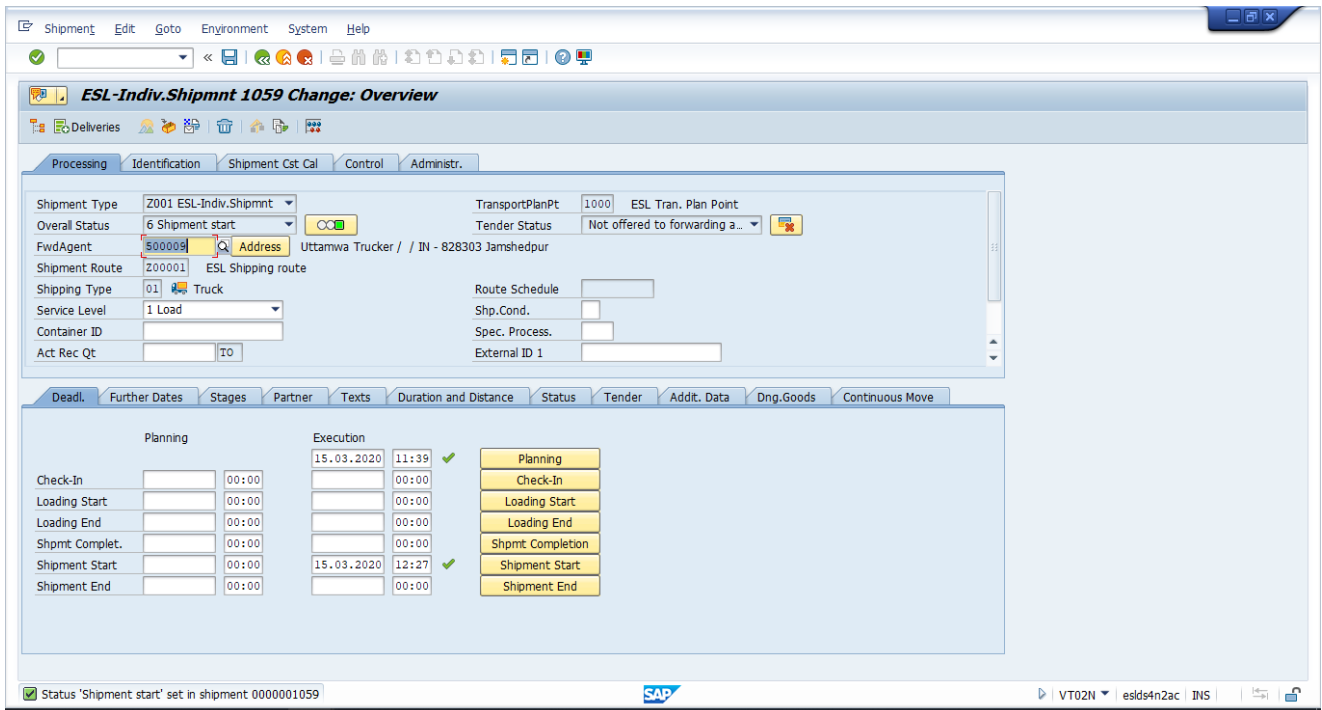 Shipment Edit Goto Environment System Help
ESL-Indiv.Shipmnt 1059 Change: Overview
Deliveries
Processing Identification Shipment Cst Cal Control Administr.
Shipment Type Z001 ESL-Indiv.Shipmnt TransportPlanPt 1000 ESL Tran. Plan Point
Overall Status 6 Shipment start Tender Status Not offered to forwarding a...
FwdAgent 500009 Address Uttamwa Trucker / / IN - 828303 Jamshedpur
Shipment Route Z00001 ESL Shipping route
Shipping Type 01 Truck Route Schedule
Service Level 1 Load Shp.Cond.
Container ID Spec. Process.
Act Rec Qt TO External ID 1
Deadl. Further Dates Stages Partner Texts Duration and Distance Status Tender Addit. Data Dng.Goods Continuous Move
Planning Execution
15.03.2020 11:39 Planning
Check-In 00:00 00:00 Check-In
Loading Start 00:00 00:00 Loading Start
Loading End 00:00 00:00 Loading End
Shpmt Complet. 00:00 00:00 Shpmt Completion
Shipment Start 00:00 15.03.2020 12:27 Shipment Start
Shipment End 00:00 00:00 Shipment End
Status 'Shipment start' set in shipment 0000001059 SAP VT02N eslds4n2ac INS